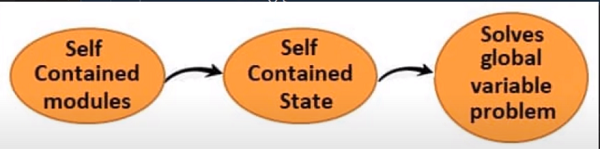 Self
Contained
modules
Self
Contained
State
Solves
global
variable
problem